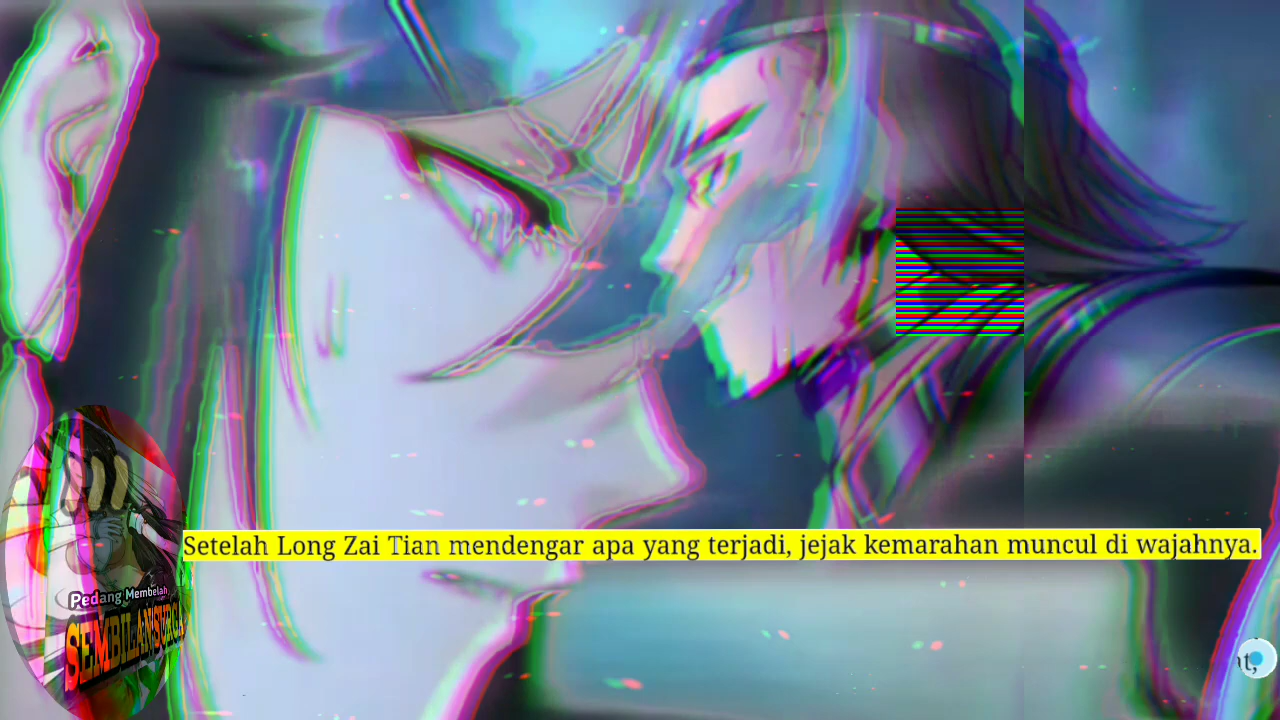 Setelah Long Zai Tian mendengar apa yang terjadi, jejak kemarahan muncul di wajahnya.
Pedang Membelah
SEMBILAN SURGA